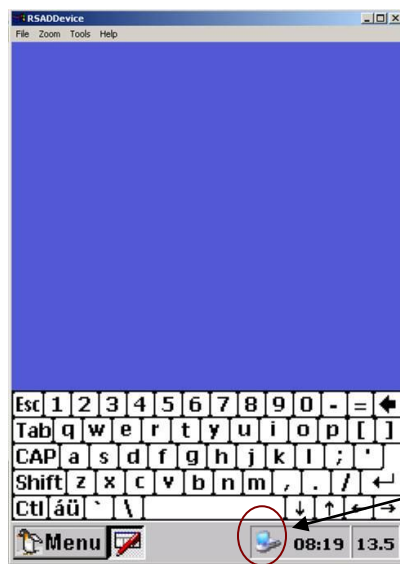 RSADDevice
File Zoom Tools Help
Esc 1 2 3 4 5 6 7 8 9 0 - = 🡄
Tab q w e r t y u i o p [ ]
CAP a s d f g h j k l ; '
Shift z x c v b n m , . / ↵
Ctl áü ` \ ↓ ↑ ← →
Menu 08:19 13.5